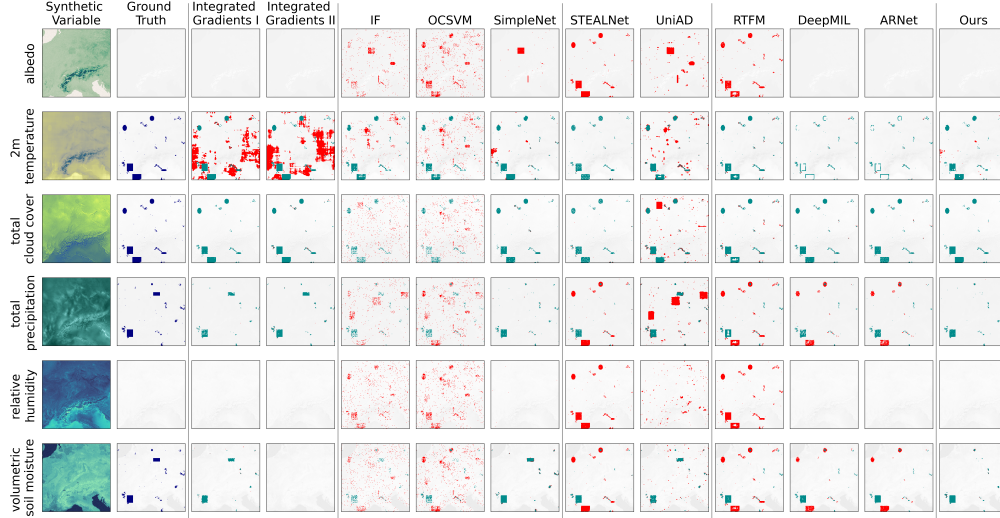 Synthetic
Variable
Ground
Truth
Integrated
Gradients I
Integrated
Gradients II
IF
OCSVM
SimpleNet
STEALNet
UniAD
RTFM
DeepMIL
ARNet
Ours
albedo
2m
temperature
total
cloud cover
total
precipitation
relative
humidity
volumetric
soil moisture